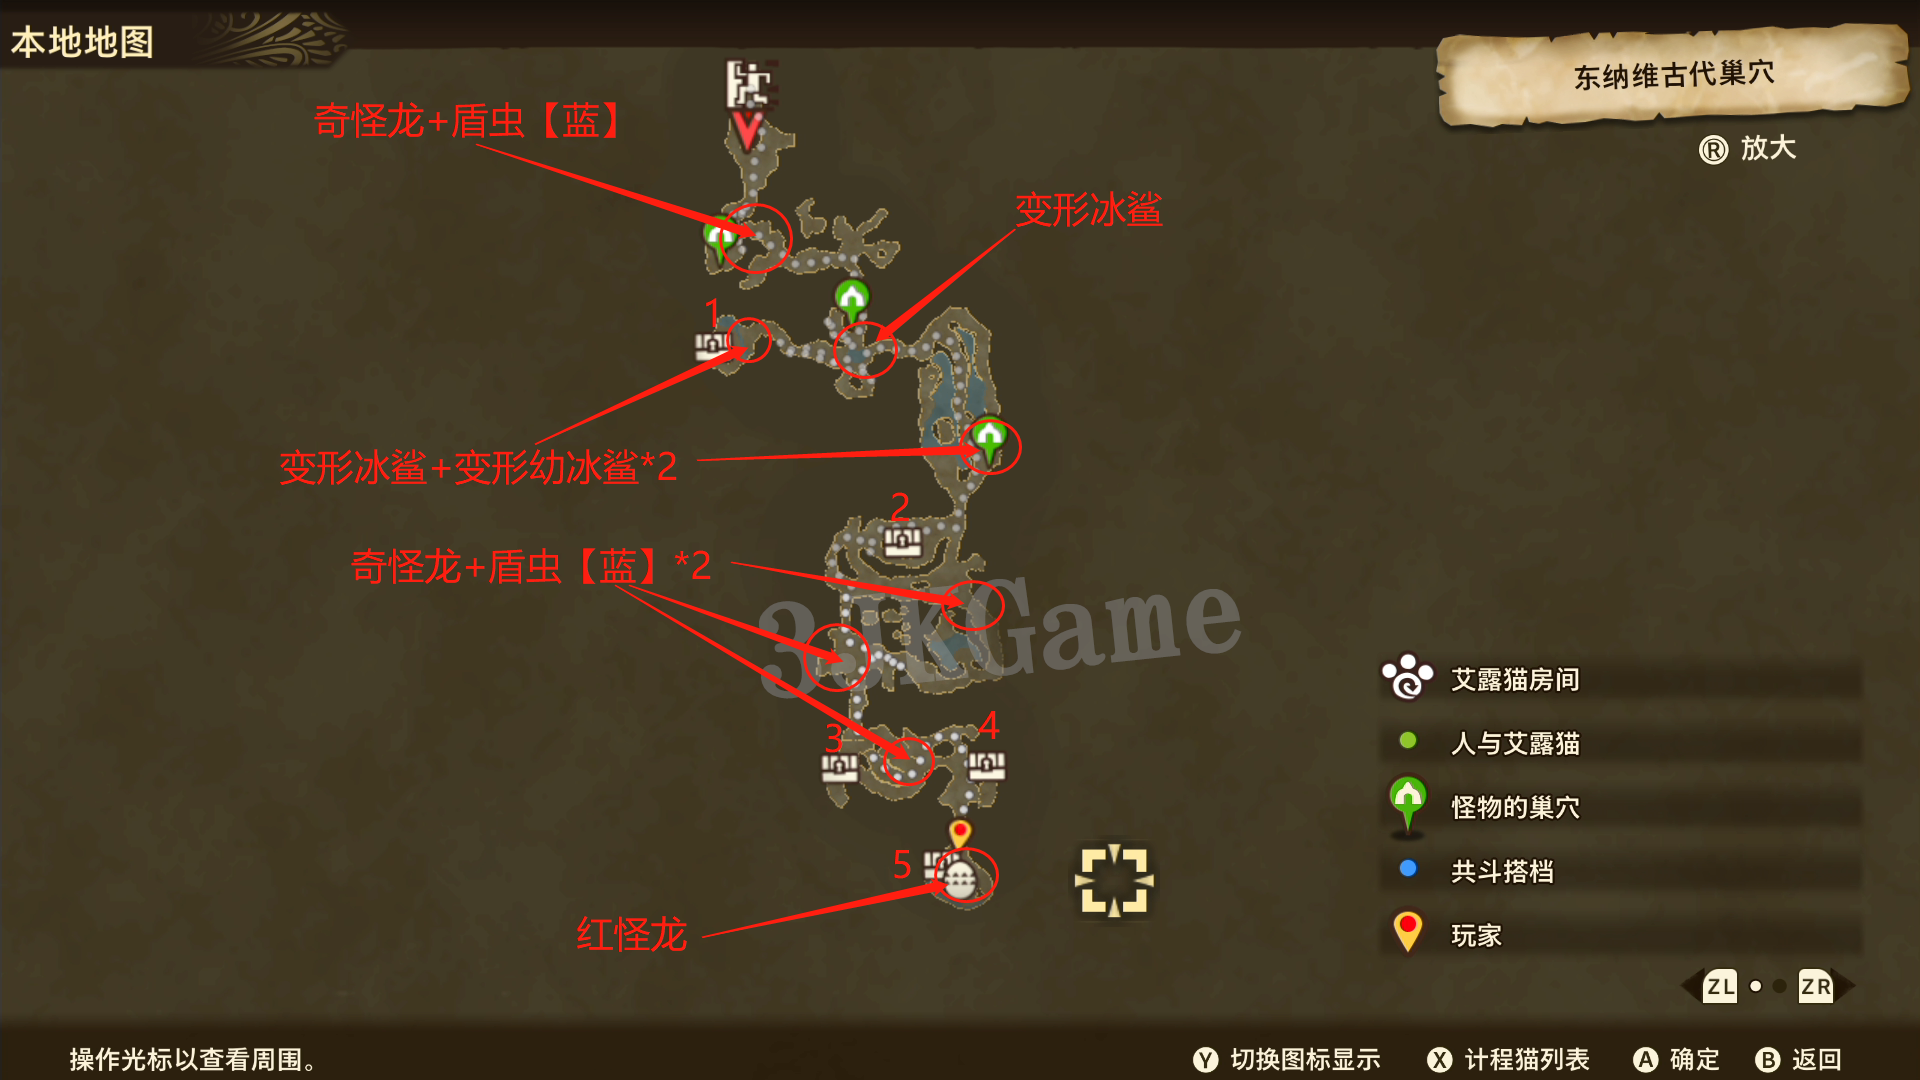 本地地图
东纳维古代巢穴
R 放大
奇怪龙+盾虫【蓝】
变形冰鲨
1
变形冰鲨+变形幼冰鲨*2
2
奇怪龙+盾虫【蓝】*2
3JKGame
3
4
5
红怪龙
艾露猫房间
人与艾露猫
怪物的巢穴
共斗搭档
玩家
ZL ZR
操作光标以查看周围。
Y 切换图标显示 X 计程猫列表 A 确定 B 返回